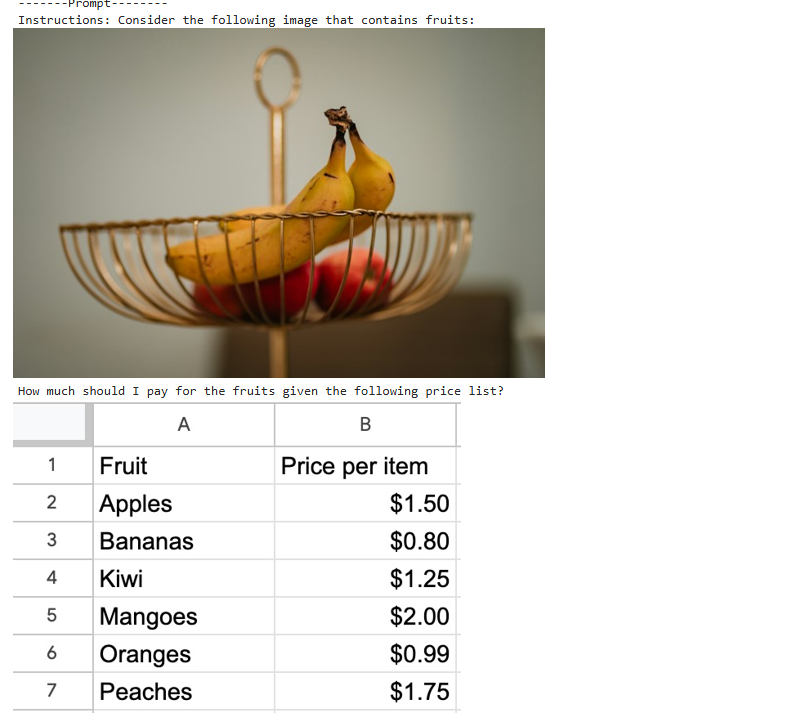 -------Prompt--------
Instructions: Consider the following image that contains fruits:
How much should I pay for the fruits given the following price list?
A B
1 Fruit Price per item
2 Apples $1.50
3 Bananas $0.80
4 Kiwi $1.25
5 Mangoes $2.00
6 Oranges $0.99
7 Peaches $1.75